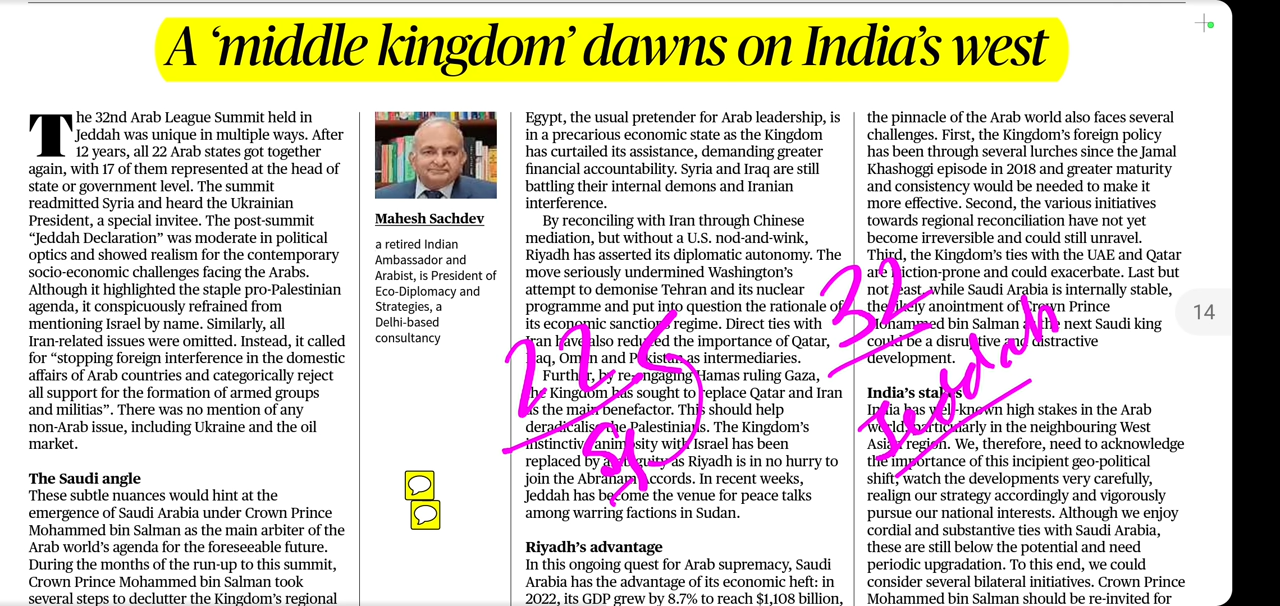 A ‘middle kingdom’ dawns on India’s west
The 32nd Arab League Summit held in
Jeddah was unique in multiple ways. After
12 years, all 22 Arab states got together
again, with 17 of them represented at the head of
state or government level. The summit
readmitted Syria and heard the Ukrainian
President, a special invitee. The post-summit
“Jeddah Declaration” was moderate in political
optics and showed realism for the contemporary
socio-economic challenges facing the Arabs.
Although it highlighted the staple pro-Palestinian
agenda, it conspicuously refrained from
mentioning Israel by name. Similarly, all
Iran-related issues were omitted. Instead, it called
for “stopping foreign interference in the domestic
affairs of Arab countries and categorically reject
all support for the formation of armed groups
and militias”. There was no mention of any
non-Arab issue, including Ukraine and the oil
market.
The Saudi angle
These subtle nuances would hint at the
emergence of Saudi Arabia under Crown Prince
Mohammed bin Salman as the main arbiter of the
Arab world’s agenda for the foreseeable future.
During the months of the run-up to this summit,
Crown Prince Mohammed bin Salman took
several steps to declutter the Kingdom’s regional
Mahesh Sachdev
a retired Indian
Ambassador and
Arabist, is President of
Eco-Diplomacy and
Strategies, a
Delhi-based
consultancy
Egypt, the usual pretender for Arab leadership, is
in a precarious economic state as the Kingdom
has curtailed its assistance, demanding greater
financial accountability. Syria and Iraq are still
battling their internal demons and Iranian
interference.
By reconciling with Iran through Chinese
mediation, but without a U.S. nod-and-wink,
Riyadh has asserted its diplomatic autonomy. The
move seriously undermined Washington’s
attempt to demonise Tehran and its nuclear
programme and put into question the rationale of
its economic sanctions regime. Direct ties with
Iran have also reduced the importance of Qatar,
Iraq, Oman and Pakistan as intermediaries.
Further, by re-engaging Hamas ruling Gaza,
the Kingdom has sought to replace Qatar and Iran
as the main benefactor. This should help
deradicalise the Palestinians. The Kingdom’s
instinctive animosity with Israel has been
replaced by ambiguity as Riyadh is in no hurry to
join the Abraham Accords. In recent weeks,
Jeddah has become the venue for peace talks
among warring factions in Sudan.
Riyadh’s advantage
In this ongoing quest for Arab supremacy, Saudi
Arabia has the advantage of its economic heft: in
2022, its GDP grew by 8.7% to reach $1,108 billion,
the pinnacle of the Arab world also faces several
challenges. First, the Kingdom’s foreign policy
has been through several lurches since the Jamal
Khashoggi episode in 2018 and greater maturity
and consistency would be needed to make it
more effective. Second, the various initiatives
towards regional reconciliation have not yet
become irreversible and could still unravel.
Third, the Kingdom’s ties with the UAE and Qatar
are friction-prone and could exacerbate. Last but
not least, while Saudi Arabia is internally stable,
the likely anointment of Crown Prince
Mohammed bin Salman as the next Saudi king
could be a disruptive and distractive
development.
India’s stakes
India has well-known high stakes in the Arab
world, particularly in the neighbouring West
Asian region. We, therefore, need to acknowledge
the importance of this incipient geo-political
shift, watch the developments very carefully,
realign our strategy accordingly and vigorously
pursue our national interests. Although we enjoy
cordial and substantive ties with Saudi Arabia,
these are still below the potential and need
periodic upgradation. To this end, we could
consider several bilateral initiatives. Crown Prince
Mohammed bin Salman should be re-invited for
32
Jeddah
14